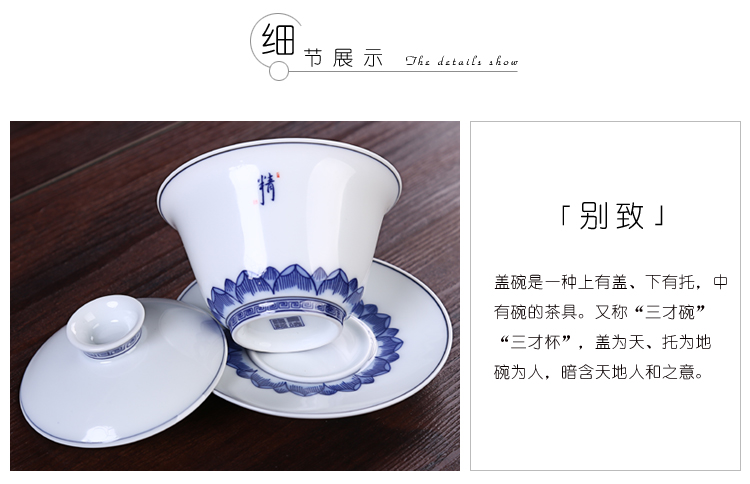 细节展示 The details show
精
「别致」
盖碗是一种上有盖、下有托，中
有碗的茶具。又称“三才碗”
“三才杯”，盖为天、托为地
碗为人，暗含天地人和之意。